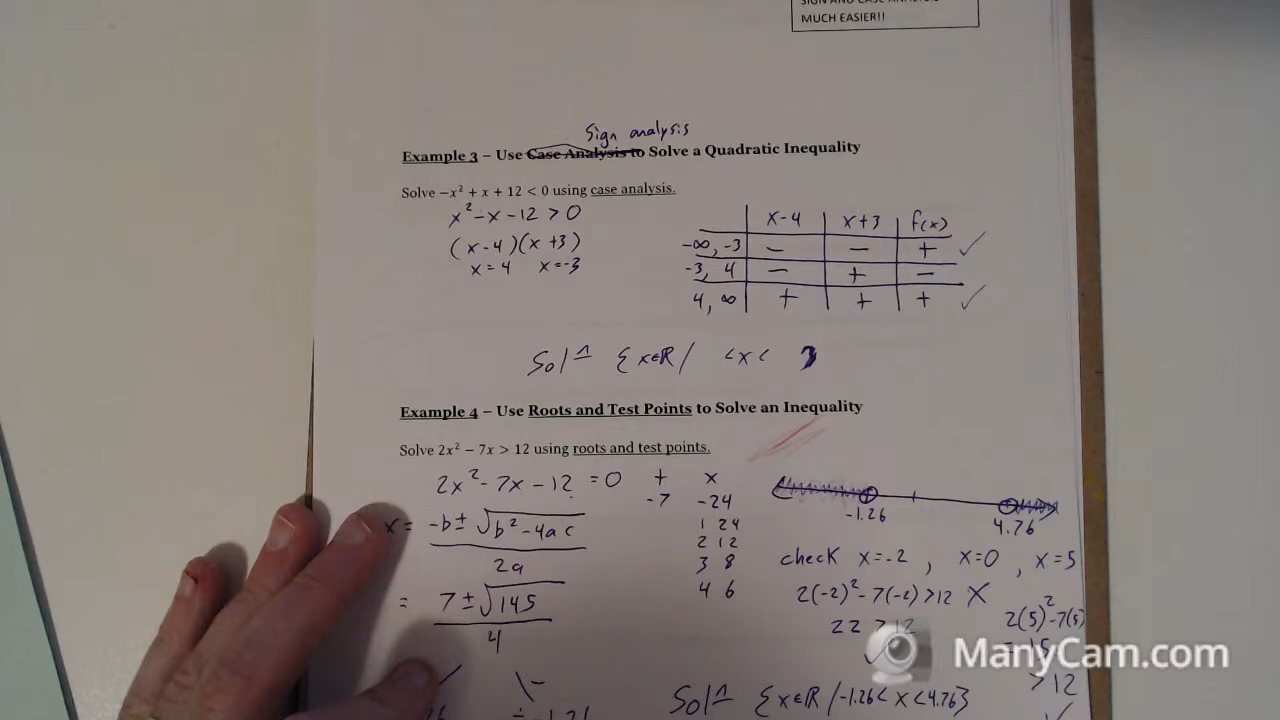 SIGN AND CASE ANALYSIS
MUCH EASIER!!
Sign analysis
Example 3 – Use Case Analysis to Solve a Quadratic Inequality
Solve −x² + x + 12 < 0 using case analysis.
x² - x - 12 > 0
(x - 4)(x + 3)
x = 4 x = -3
x - 4 x + 3 f(x)
-∞, -3 − − + ✓
-3, 4 − + −
4, ∞ + + + ✓
Sol^n {x∈R / < x <
Example 4 – Use Roots and Test Points to Solve an Inequality
Solve 2x² − 7x > 12 using roots and test points.
2x² - 7x - 12 = 0
+ x
-7 -24
1 24
2 12
3 8
4 6
x = -b ± √b² - 4ac
2a
= 7 ± √145
4
-1.26 4.76
check x = -2 , x = 0 , x = 5
2(-2)² - 7(-2) > 12 X
22 > 12
✓
2(5)² - 7(5)
= 15
> 12
✓
Sol^n {x∈R / -1.26 < x < 4.76}
ManyCam.com